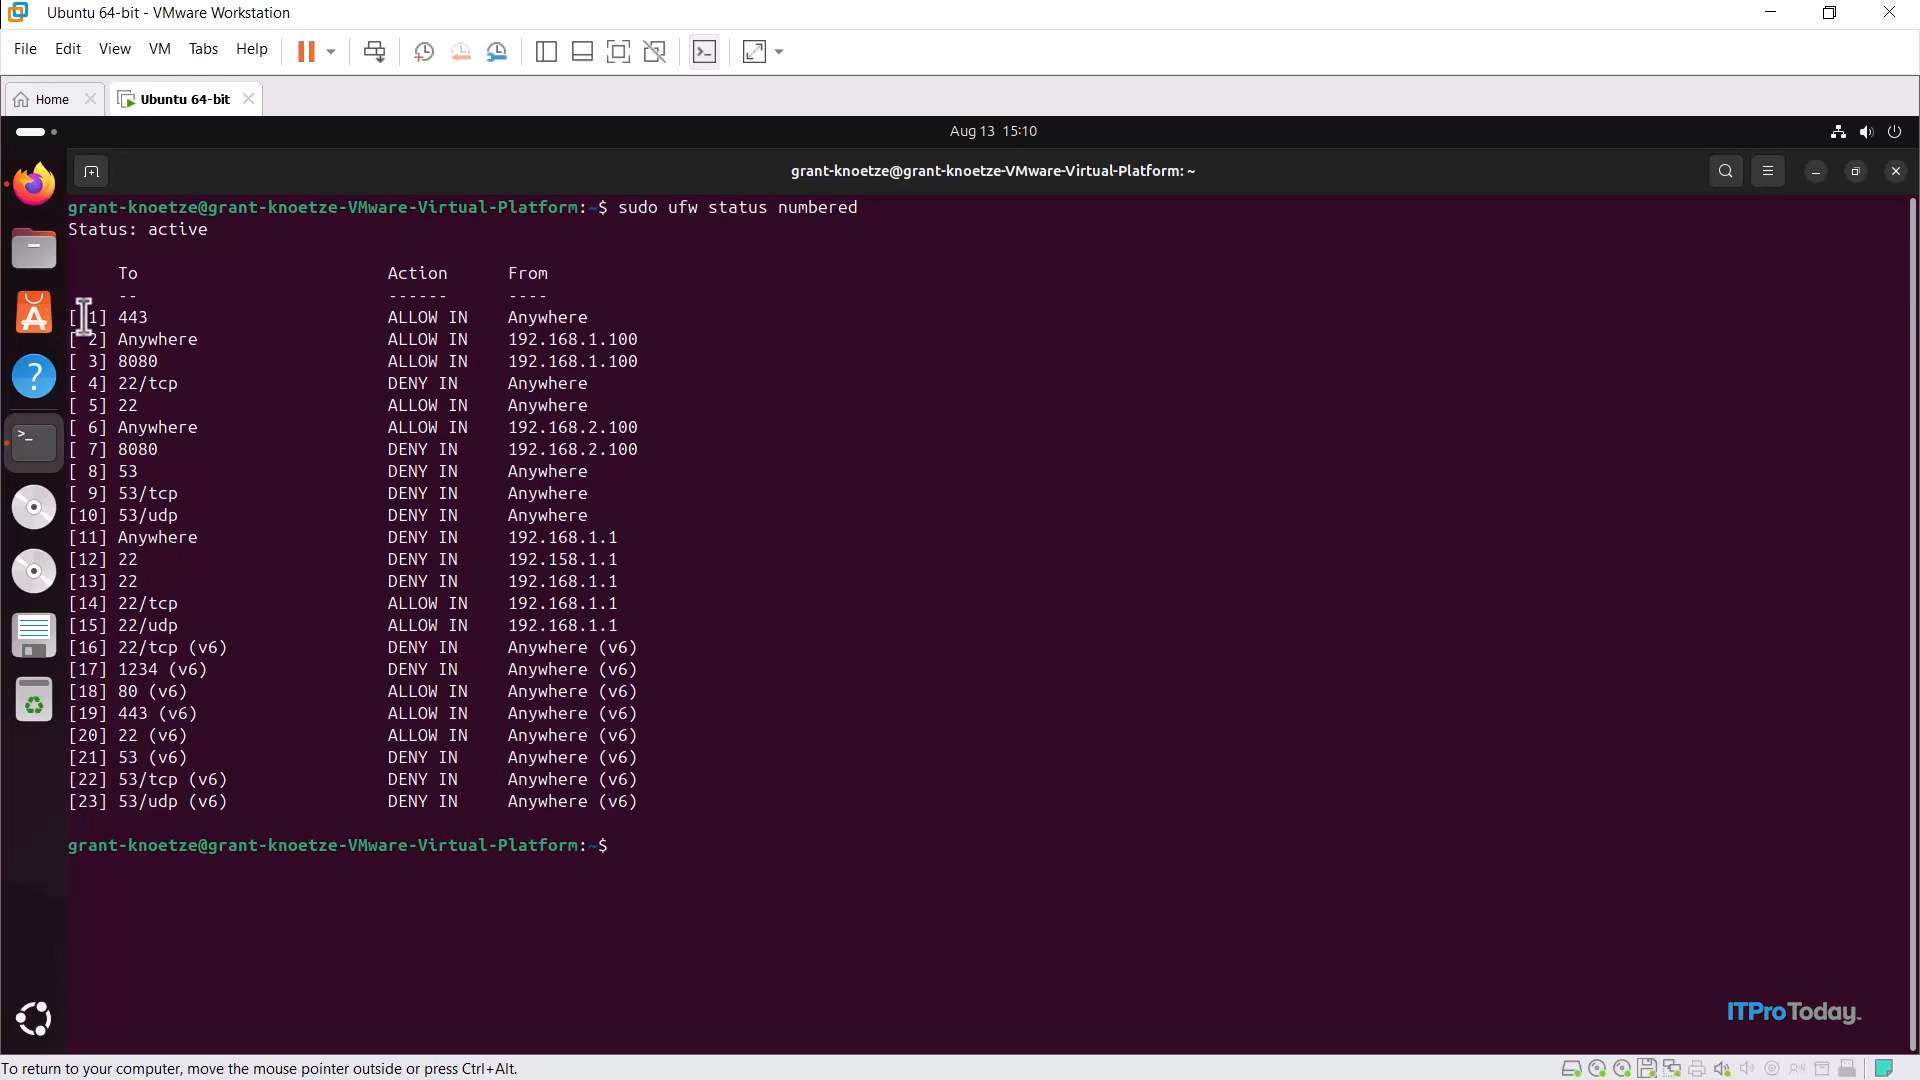 Ubuntu 64-bit - VMware Workstation
File Edit View VM Tabs Help
Home Ubuntu 64-bit
Aug 13 15:10
grant-knoetze@grant-knoetze-VMware-Virtual-Platform: ~
grant-knoetze@grant-knoetze-VMware-Virtual-Platform:~$ sudo ufw status numbered
Status: active
To Action From
-- ------ ----
[ 1] 443 ALLOW IN Anywhere
[ 2] Anywhere ALLOW IN 192.168.1.100
[ 3] 8080 ALLOW IN 192.168.1.100
[ 4] 22/tcp DENY IN Anywhere
[ 5] 22 ALLOW IN Anywhere
[ 6] Anywhere ALLOW IN 192.168.2.100
[ 7] 8080 DENY IN 192.168.2.100
[ 8] 53 DENY IN Anywhere
[ 9] 53/tcp DENY IN Anywhere
[10] 53/udp DENY IN Anywhere
[11] Anywhere DENY IN 192.168.1.1
[12] 22 DENY IN 192.158.1.1
[13] 22 DENY IN 192.168.1.1
[14] 22/tcp ALLOW IN 192.168.1.1
[15] 22/udp ALLOW IN 192.168.1.1
[16] 22/tcp (v6) DENY IN Anywhere (v6)
[17] 1234 (v6) DENY IN Anywhere (v6)
[18] 80 (v6) ALLOW IN Anywhere (v6)
[19] 443 (v6) ALLOW IN Anywhere (v6)
[20] 22 (v6) ALLOW IN Anywhere (v6)
[21] 53 (v6) DENY IN Anywhere (v6)
[22] 53/tcp (v6) DENY IN Anywhere (v6)
[23] 53/udp (v6) DENY IN Anywhere (v6)
grant-knoetze@grant-knoetze-VMware-Virtual-Platform:~$
ITProToday
To return to your computer, move the mouse pointer outside or press Ctrl+Alt.